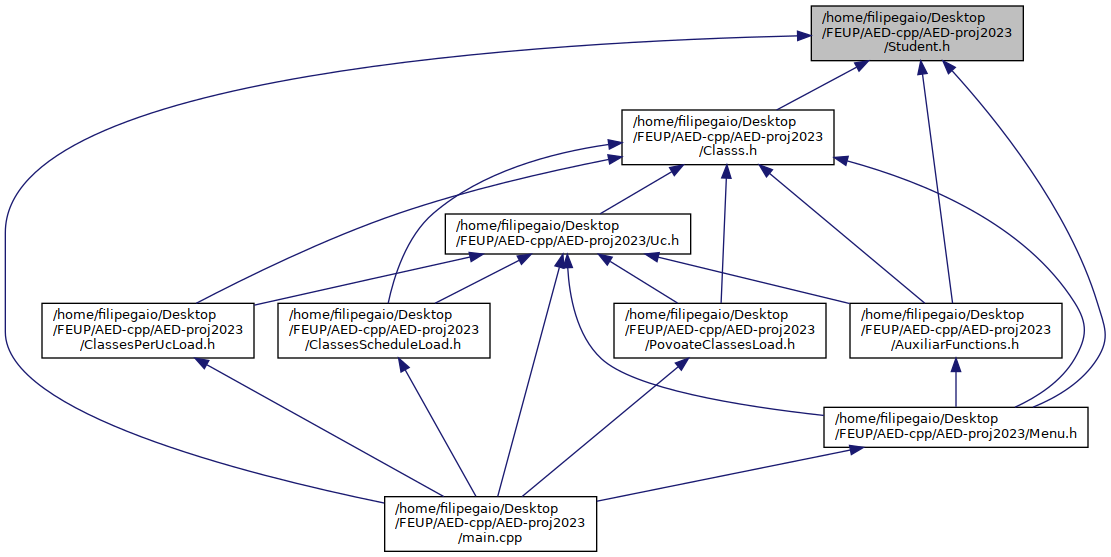 /home/filipegaio/Desktop
/FEUP/AED-cpp/AED-proj2023
/Student.h
/home/filipegaio/Desktop
/FEUP/AED-cpp/AED-proj2023
/Classs.h
/home/filipegaio/Desktop
/FEUP/AED-cpp/AED-proj2023/Uc.h
/home/filipegaio/Desktop
/FEUP/AED-cpp/AED-proj2023
/ClassesPerUcLoad.h
/home/filipegaio/Desktop
/FEUP/AED-cpp/AED-proj2023
/ClassesScheduleLoad.h
/home/filipegaio/Desktop
/FEUP/AED-cpp/AED-proj2023
/PovoateClassesLoad.h
/home/filipegaio/Desktop
/FEUP/AED-cpp/AED-proj2023
/AuxiliarFunctions.h
/home/filipegaio/Desktop
/FEUP/AED-cpp/AED-proj2023/Menu.h
/home/filipegaio/Desktop
/FEUP/AED-cpp/AED-proj2023
/main.cpp